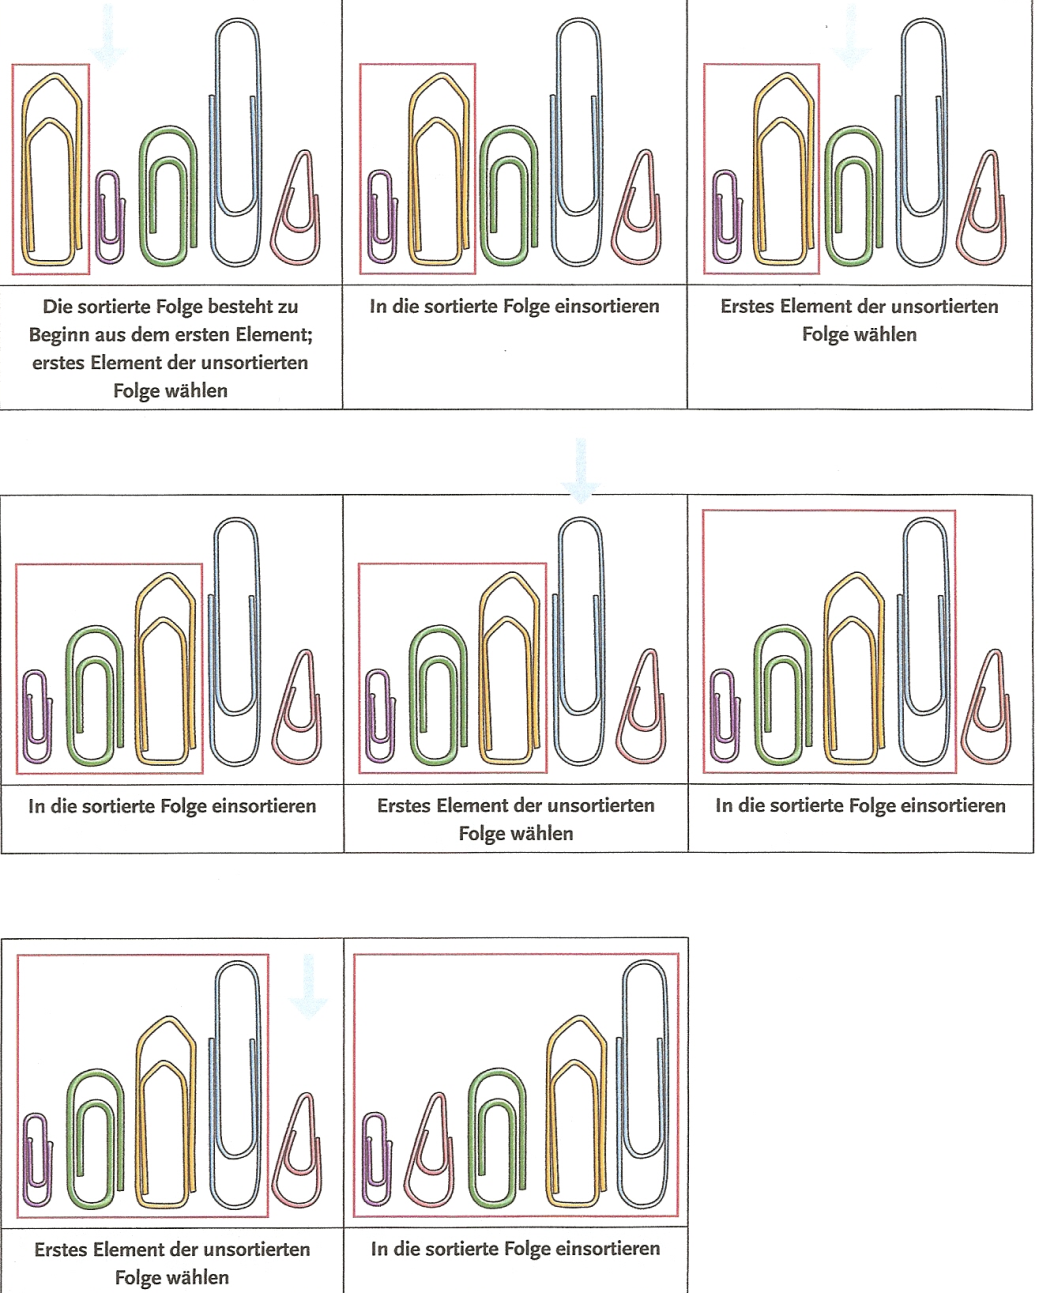 Die sortierte Folge besteht zu
Beginn aus dem ersten Element;
erstes Element der unsortierten
Folge wählen
In die sortierte Folge einsortieren
Erstes Element der unsortierten
Folge wählen
In die sortierte Folge einsortieren
Erstes Element der unsortierten
Folge wählen
In die sortierte Folge einsortieren
Erstes Element der unsortierten
Folge wählen
In die sortierte Folge einsortieren